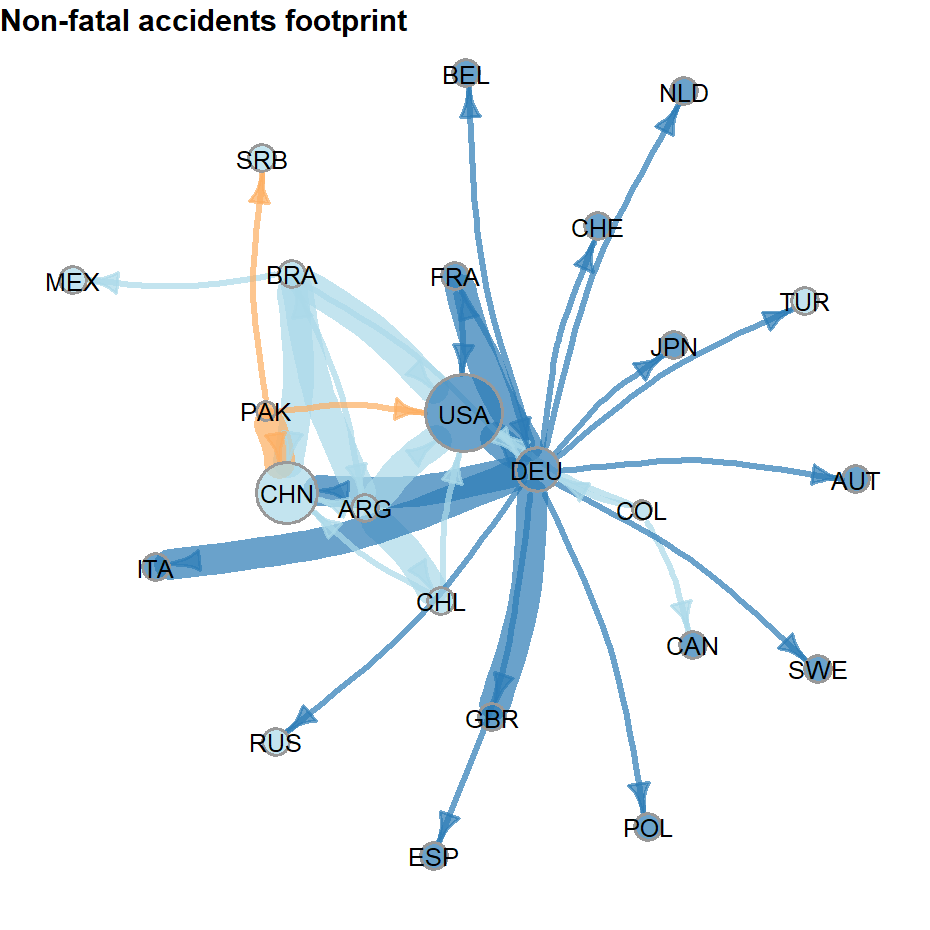 Non-fatal accidents footprint
BEL
NLD
SRB
CHE
MEX
BRA
FRA
TUR
JPN
PAK
USA
DEU
AUT
CHN
ARG
COL
ITA
CHL
CAN
SWE
GBR
RUS
POL
ESP